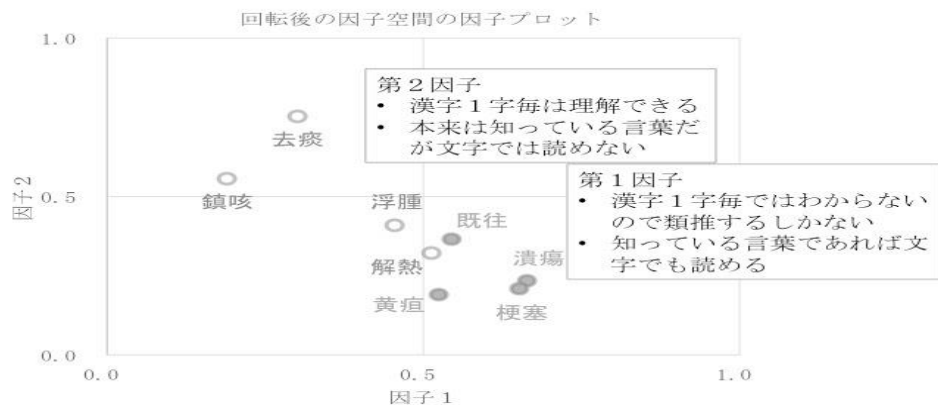 回転後の因子空間の因子プロット
1.0
第2因子
• 漢字1字毎は理解できる
• 本来は知っている言葉だ
が文字では読めない
去痰
第1因子
• 漢字1字毎ではわからない
ので類推するしかない
• 知っている言葉であれば文
字でも読める
因子2
0.5
鎮咳
浮腫
既往
解熱
潰瘍
黄疸
梗塞
0.0
0.0
0.5
1.0
因子1